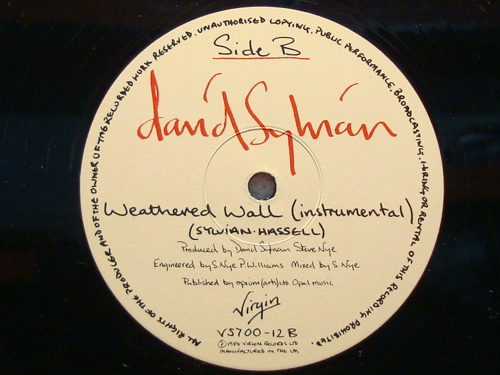 Side B
david Sylvian
Weathered Wall (instrumental)
(SYLVIAN-HASSELL)
Produced by David Sylvian Steve Nye
Engineered by S. Nye P. Williams Mixed by S. Nye
Published by opium (arts) Ltd. Opal music
Virgin
VS700-12 B
VIRGIN RECORDS LTD
MANUFACTURED IN THE UK
ALL RIGHTS OF THE PRODUCER AND OF THE OWNER OF THE RECORDED WORK RESERVED. UNAUTHORISED COPYING, PUBLIC PERFORMANCE, BROADCASTING, HIRING OR RENTAL OF THIS RECORDING PROHIBITED.